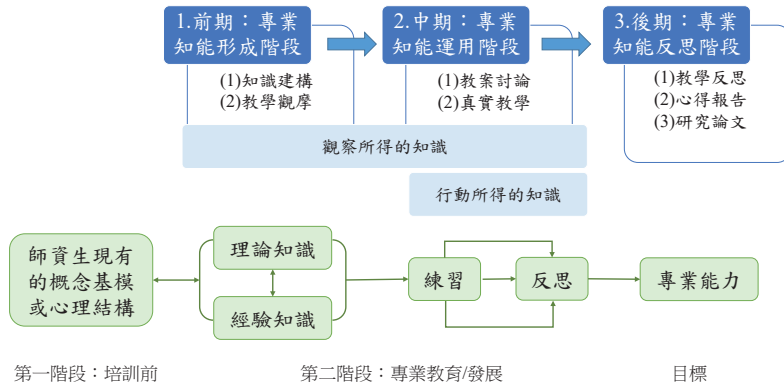 1.前期：專業
知能形成階段
2.中期：專業
知能運用階段
3.後期：專業
知能反思階段
(1)知識建構
(2)教學觀摩
(1)教案討論
(2)真實教學
(1)教學反思
(2)心得報告
(3)研究論文
觀察所得的知識
行動所得的知識
師資生現有
的概念基模
或心理結構
理論知識
經驗知識
練習
反思
專業能力
第一階段：培訓前
第二階段：專業教育/發展
目標